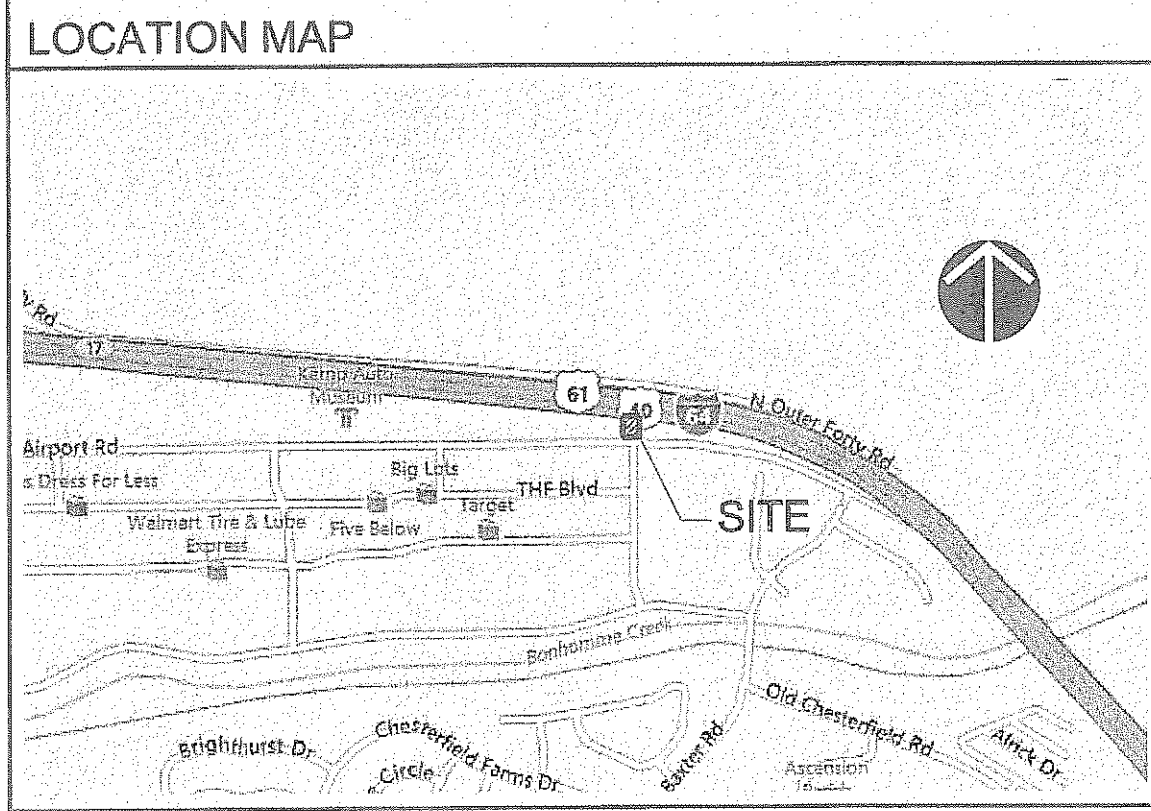 LOCATION MAP
Rd
17
Kemp Auto
Museum
61
40
N Outer Forty Rd
Airport Rd
s Dress For Less
Big Lots
THF Blvd
Target
SITE
Walmart Tire & Lube
Express
Five Below
Bonhomme Creek
Old Chesterfield Rd
Brighthurst Dr
Chesterfield Farms Dr
Circle
Baxter Rd
Alrick Dr
Ascension